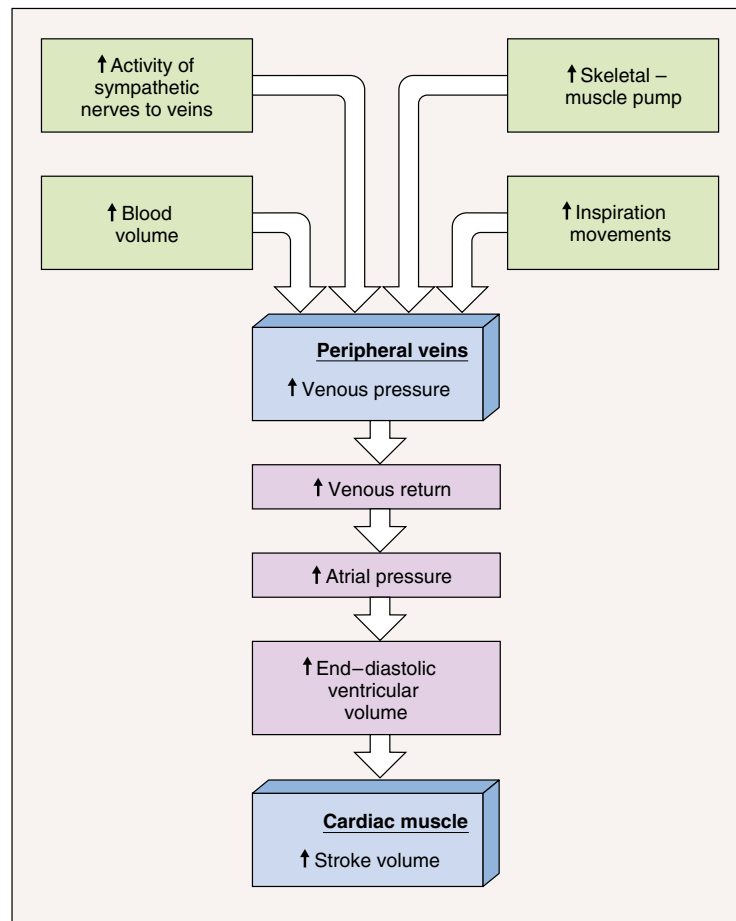 ↑ Activity of
sympathetic
nerves to veins
↑ Skeletal –
muscle pump
↑ Blood
volume
↑ Inspiration
movements
Peripheral veins
↑ Venous pressure
↑ Venous return
↑ Atrial pressure
↑ End–diastolic
ventricular
volume
Cardiac muscle
↑ Stroke volume